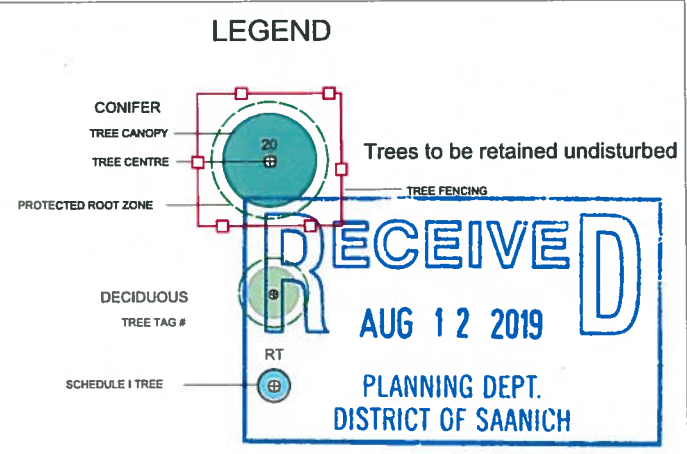 LEGEND
CONIFER
TREE CANOPY
20
TREE CENTRE
Trees to be retained undisturbed
TREE FENCING
PROTECTED ROOT ZONE
RECEIVED
DECIDUOUS
TREE TAG #
AUG 12 2019
RT
SCHEDULE I TREE
PLANNING DEPT.
DISTRICT OF SAANICH